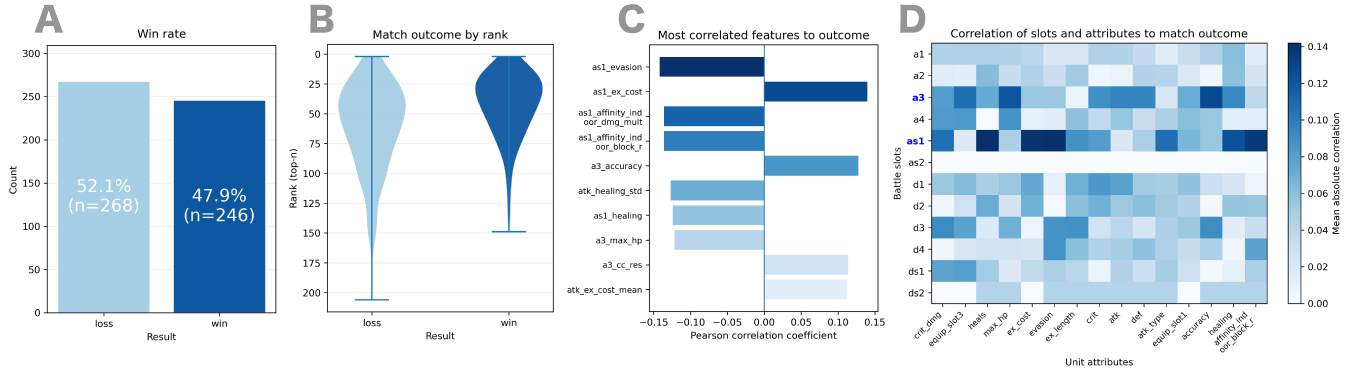 A
Win rate
300
250
200
150
100
50
0
Count
52.1%
(n=268)
47.9%
(n=246)
loss
win
Result
B
Match outcome by rank
0
25
50
75
100
125
150
175
200
Rank (top-n)
loss
win
Result
C
Most correlated features to outcome
as1_evasion
as1_ex_cost
as1_affinity_ind
oor_dmg_mult
as1_affinity_ind
oor_block_r
a3_accuracy
atk_healing_std
as1_healing
a3_max_hp
a3_cc_res
atk_ex_cost_mean
−0.15
−0.10
−0.05
0.00
0.05
0.10
0.15
Pearson correlation coefficient
D
Correlation of slots and attributes to match outcome
Battle slots
a1
a2
a3
a4
as1
as2
d1
d2
d3
d4
ds1
ds2
crit_dmg
equip_slot3
heals
max_hp
ex_cost
evasion
ex_length
crit
atk
def
atk_type
equip_slot1
accuracy
healing
affinity_ind
oor_block_r
Unit attributes
0.14
0.12
0.10
0.08
0.06
0.04
0.02
0.00
Mean absolute correlation